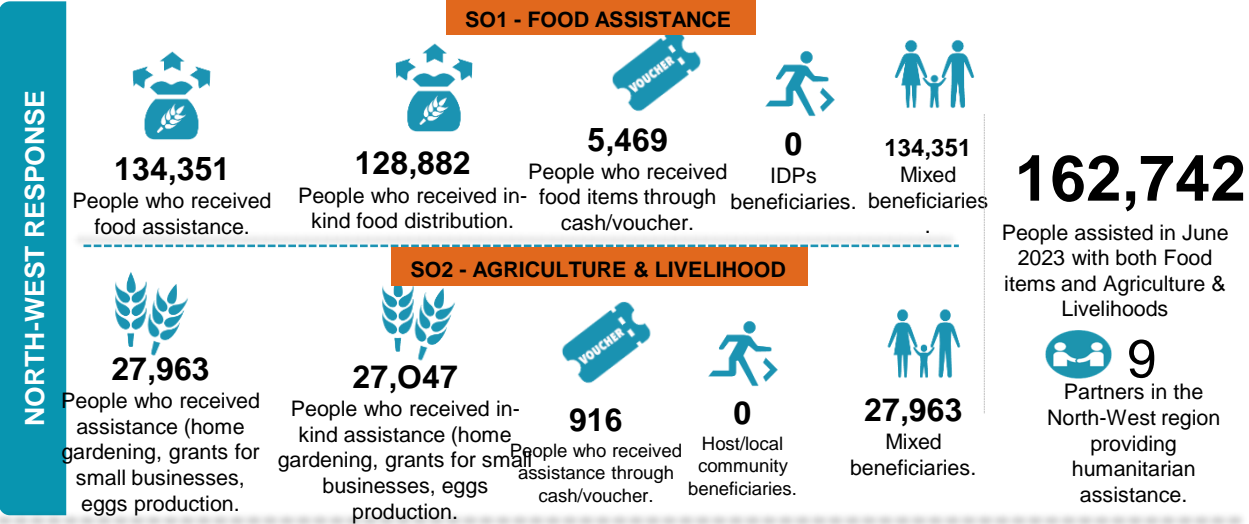 NORTH-WEST RESPONSE
SO1 - FOOD ASSISTANCE
134,351
People who received
food assistance.
128,882
People who received in-
kind food distribution.
VOUCHER
5,469
People who received
food items through
cash/voucher.
0
IDPs
beneficiaries.
134,351
Mixed
beneficiaries
.
SO2 - AGRICULTURE & LIVELIHOOD
27,963
People who received
assistance (home
gardening, grants for
small businesses,
eggs production.
27,O47
People who received in-
kind assistance (home
gardening, grants for small
businesses, eggs
production.
VOUCHER
916
People who received
assistance through
cash/voucher.
0
Host/local
community
beneficiaries.
27,963
Mixed
beneficiaries.
162,742
People assisted in June
2023 with both Food
items and Agriculture &
Livelihoods
9
Partners in the
North-West region
providing
humanitarian
assistance.